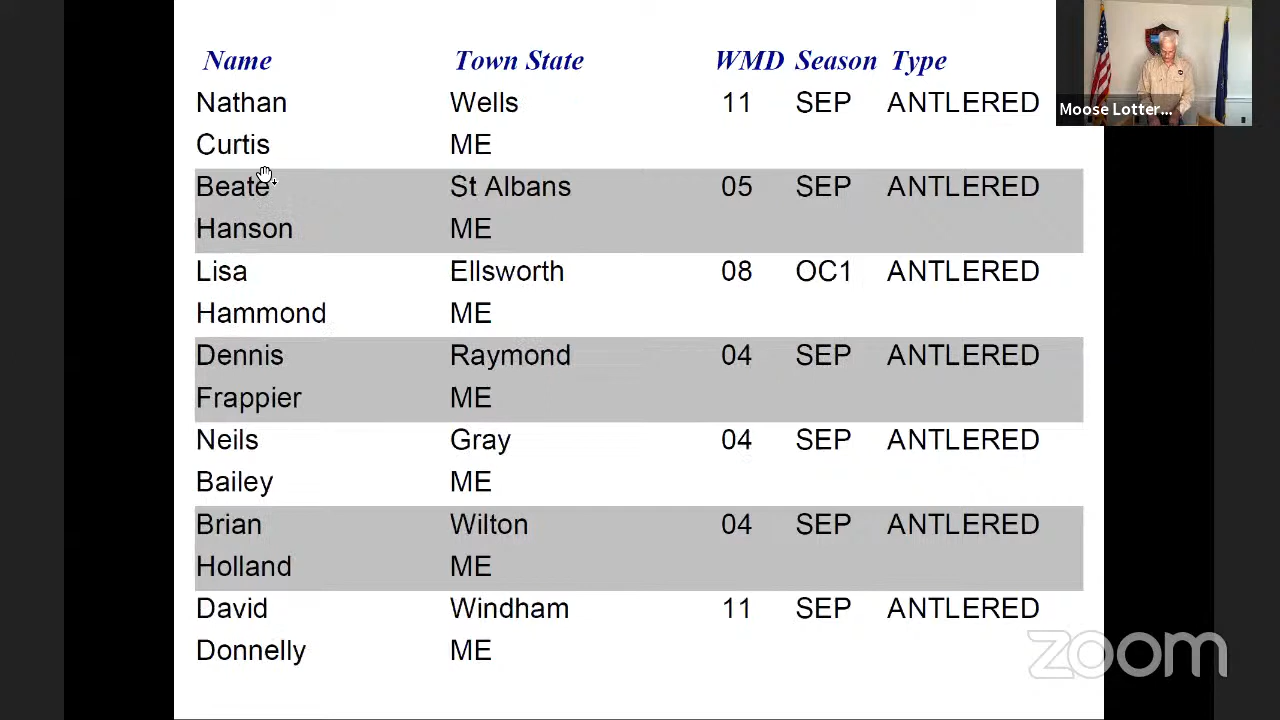 Name Town State WMD Season Type
Nathan Wells 11 SEP ANTLERED
Curtis ME
Beate St Albans 05 SEP ANTLERED
Hanson ME
Lisa Ellsworth 08 OC1 ANTLERED
Hammond ME
Dennis Raymond 04 SEP ANTLERED
Frappier ME
Neils Gray 04 SEP ANTLERED
Bailey ME
Brian Wilton 04 SEP ANTLERED
Holland ME
David Windham 11 SEP ANTLERED
Donnelly ME
Moose Lotter...
zoom